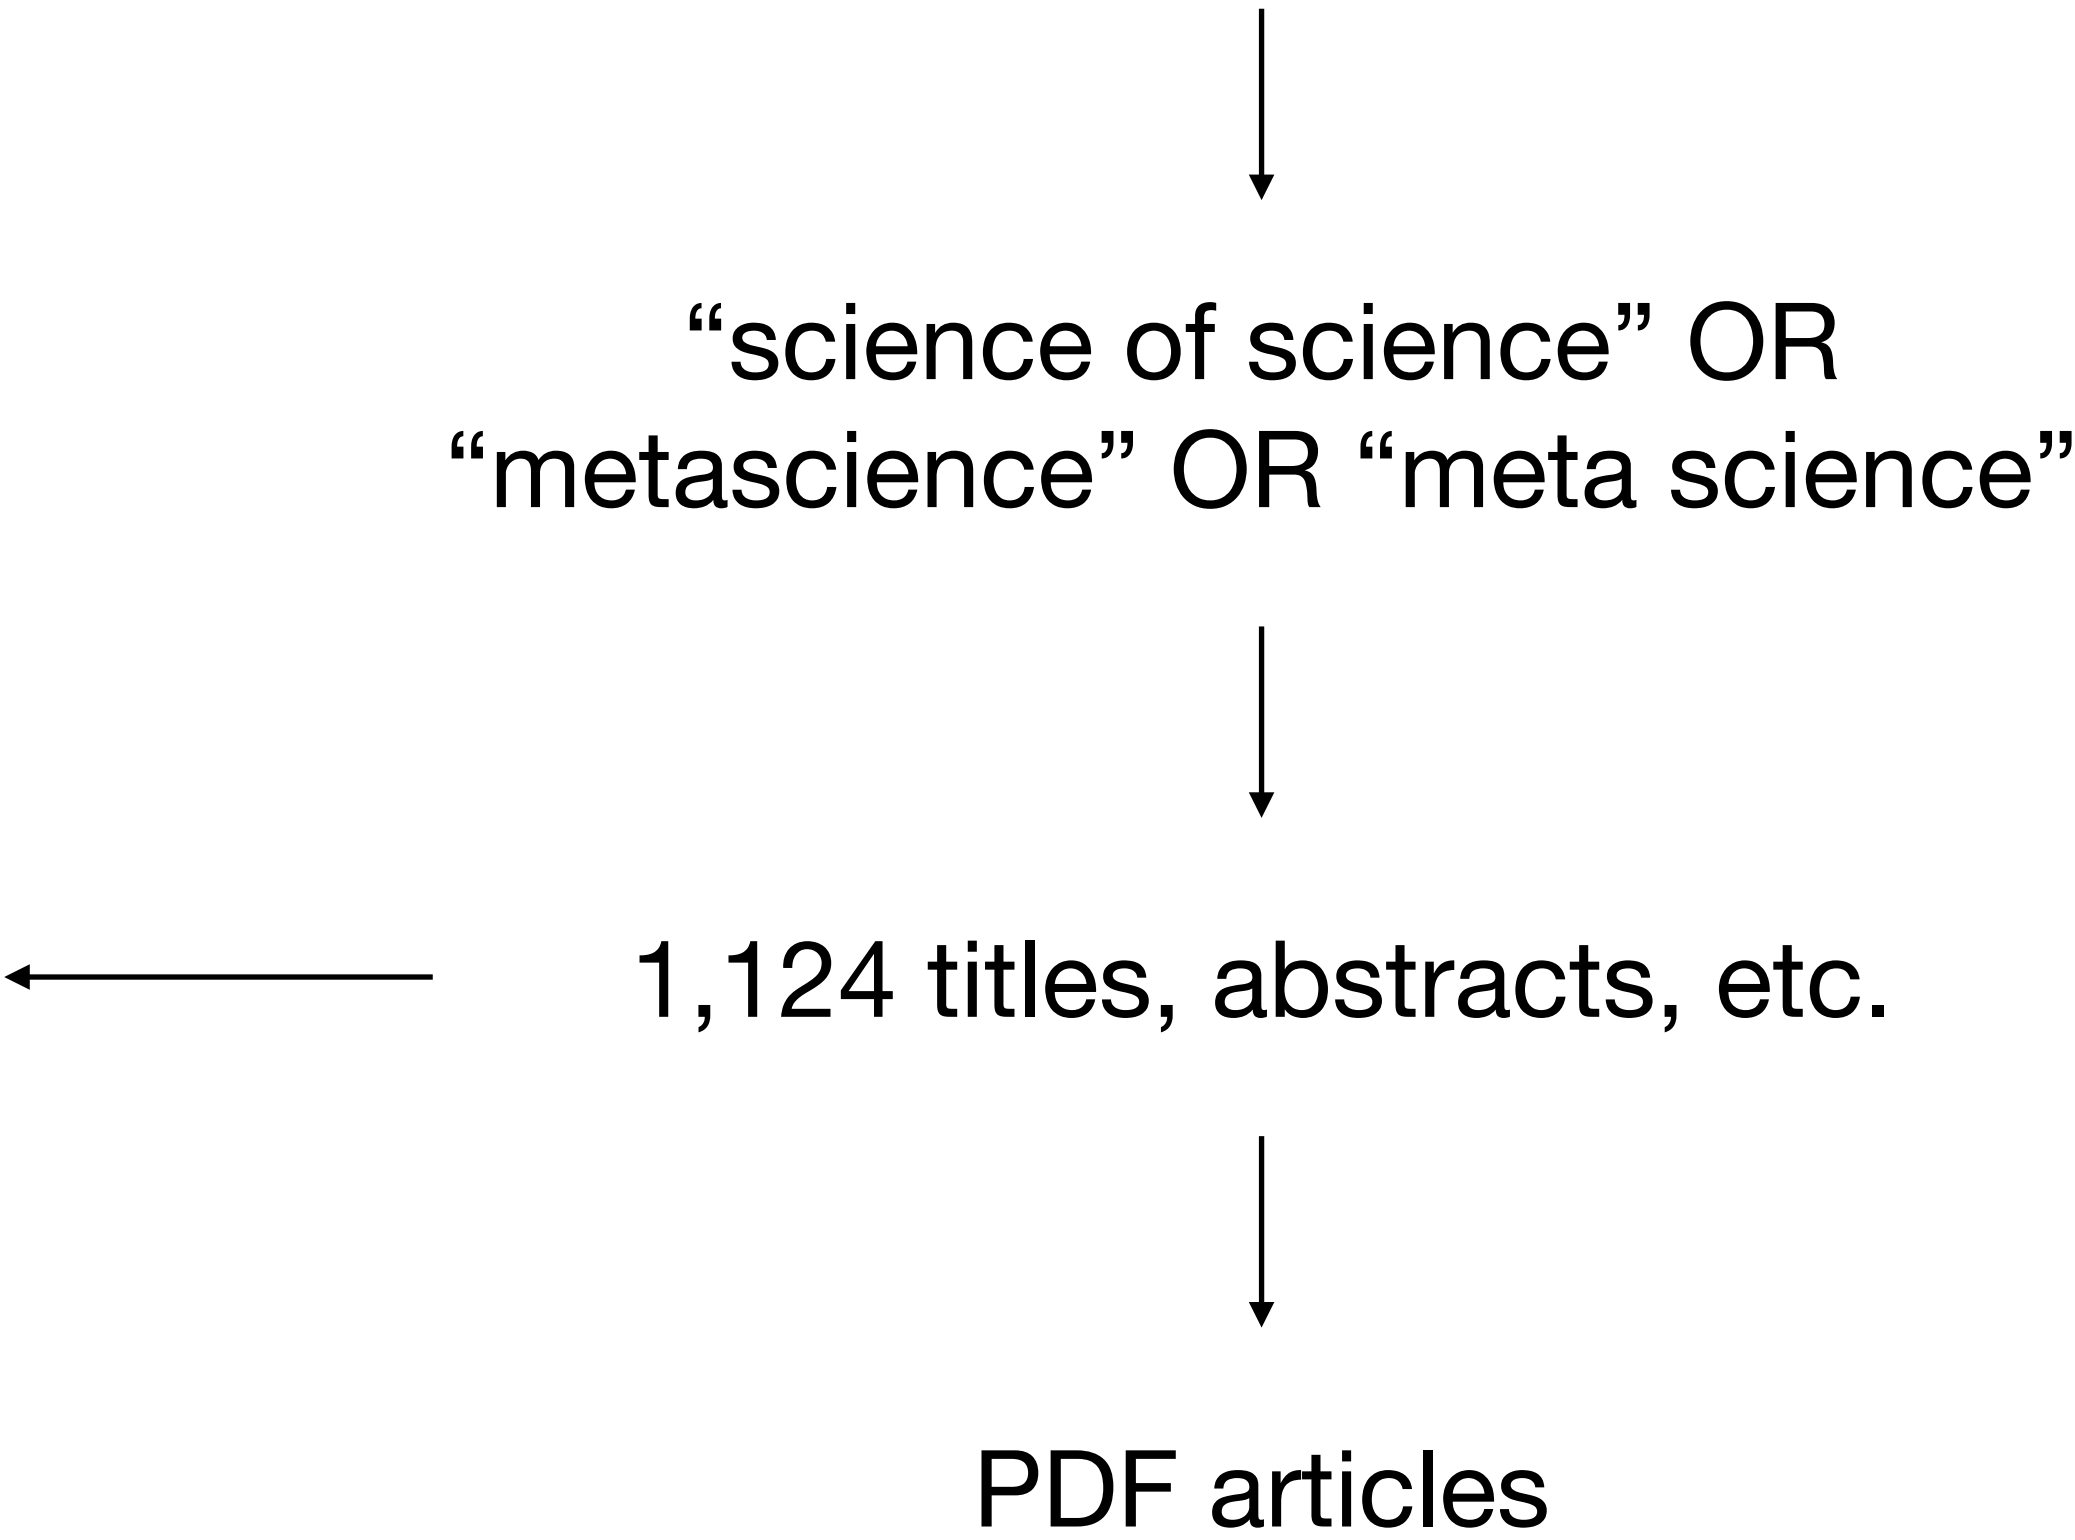 “science of science” OR
“metascience” OR “meta science”
1,124 titles, abstracts, etc.
PDF articles